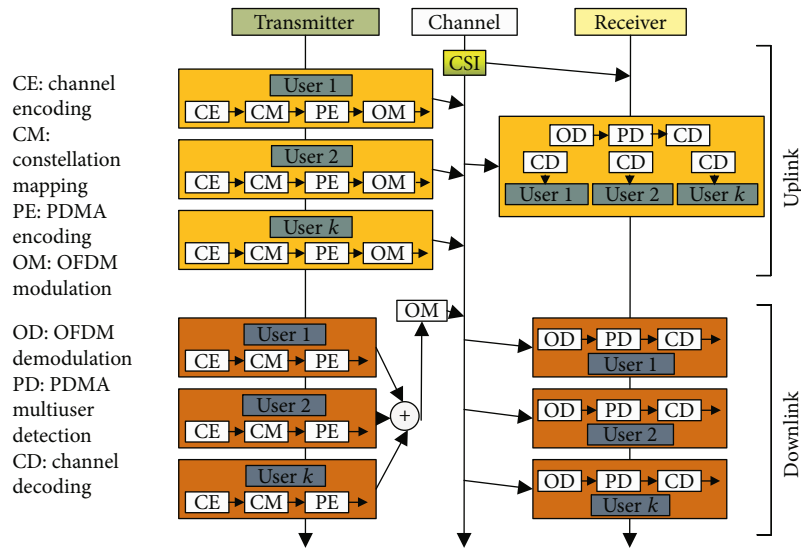 Transmitter
Channel
Receiver
CSI
CE: channel
encoding
CM:
constellation
mapping
PE: PDMA
encoding
OM: OFDM
modulation
OD: OFDM
demodulation
PD: PDMA
multiuser
detection
CD: channel
decoding
User 1
CE CM PE OM
User 2
CE CM PE OM
User k
CE CM PE OM
OD PD CD
CD CD CD
User 1 User 2 User k
Uplink
OM
User 1
CE CM PE
User 2
CE CM PE
User k
CE CM PE
+
OD PD CD
User 1
OD PD CD
User 2
OD PD CD
User k
Downlink